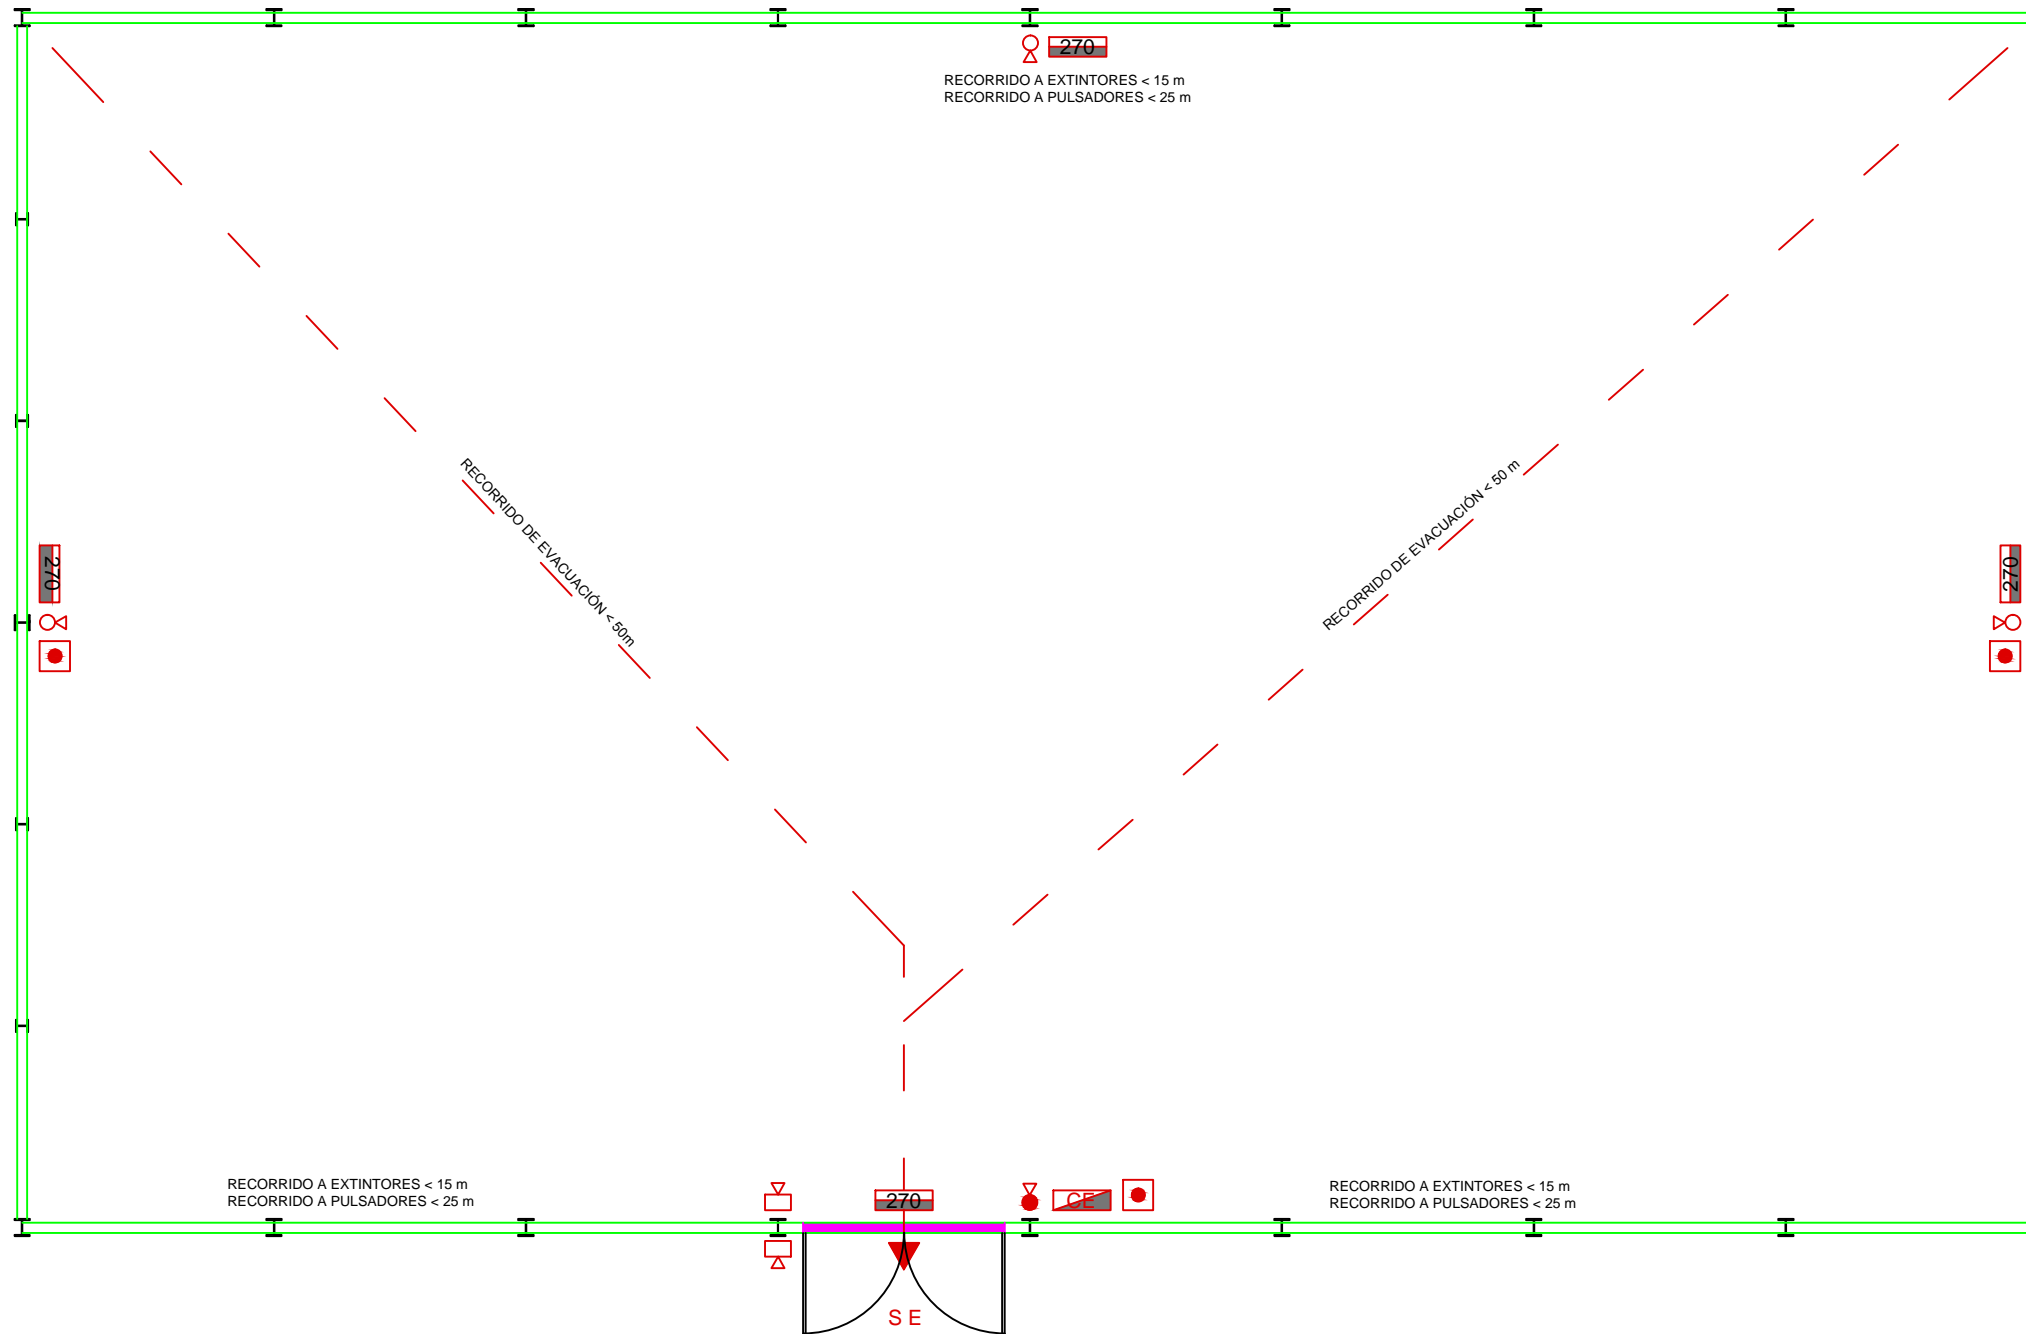 270
RECORRIDO A EXTINTORES < 15 m
RECORRIDO A PULSADORES < 25 m
RECORRIDO DE EVACUACIÓN < 50m
RECORRIDO DE EVACUACIÓN < 50 m
270
270
RECORRIDO A EXTINTORES < 15 m
RECORRIDO A PULSADORES < 25 m
270
CE
RECORRIDO A EXTINTORES < 15 m
RECORRIDO A PULSADORES < 25 m
S E